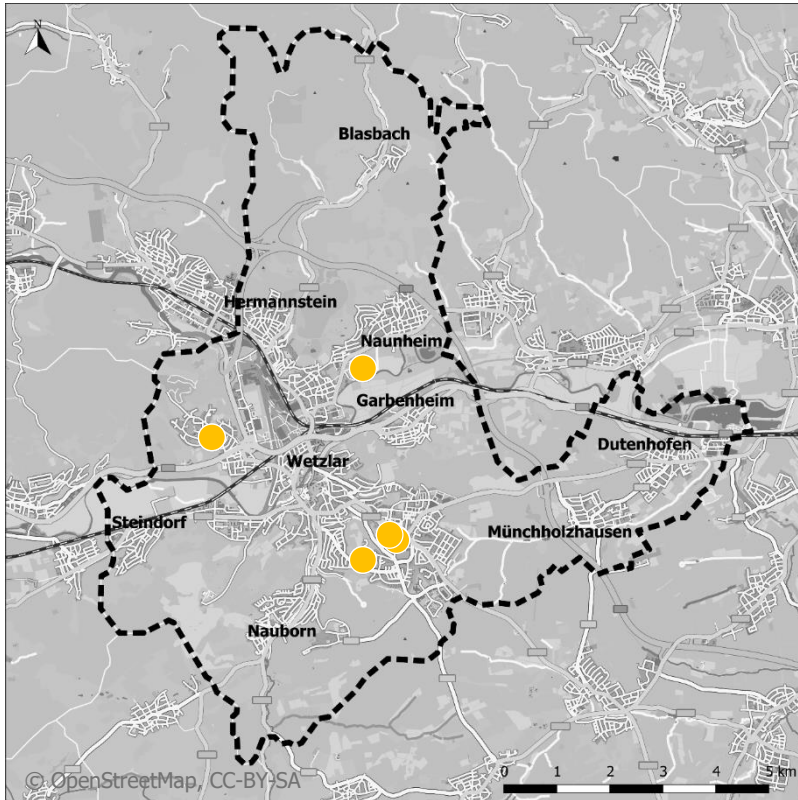 N
Blasbach
Hermannstein
Naunheim
Garbenheim
Dutenhofen
Wetzlar
Steindorf
Münchholzhausen
Nauborn
© OpenStreetMap, CC-BY-SA
0 1 2 3 4 5 km